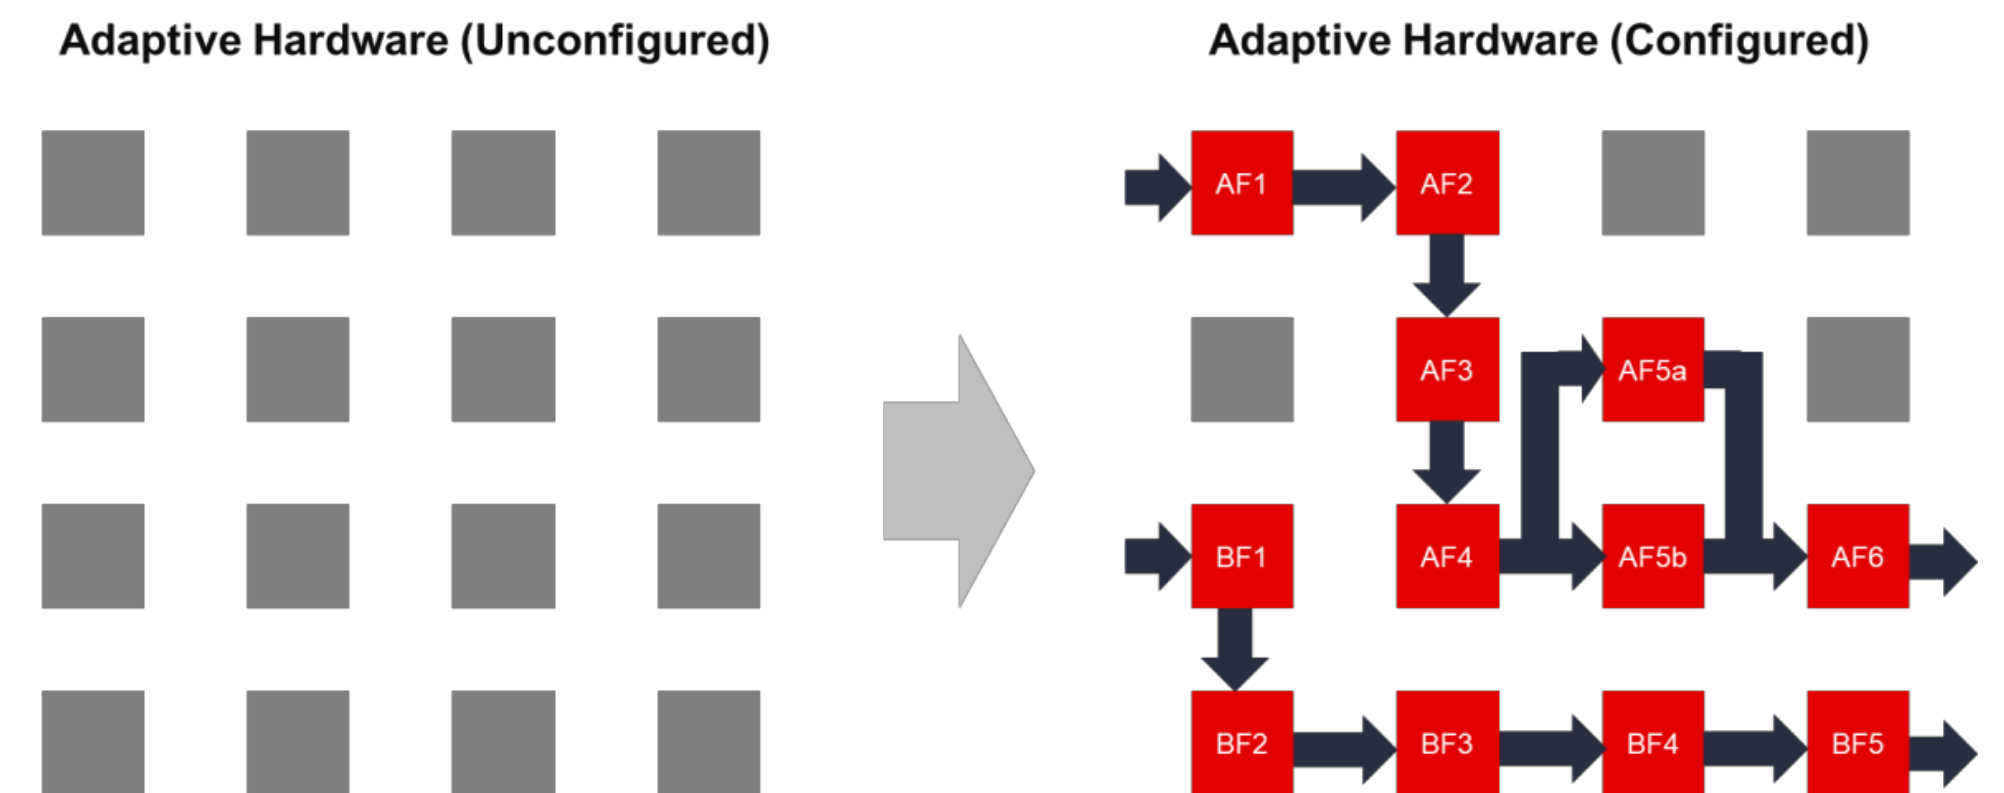 Adaptive Hardware (Unconfigured)
Adaptive Hardware (Configured)
AF1
AF2
AF3
AF5a
BF1
AF4
AF5b
AF6
BF2
BF3
BF4
BF5